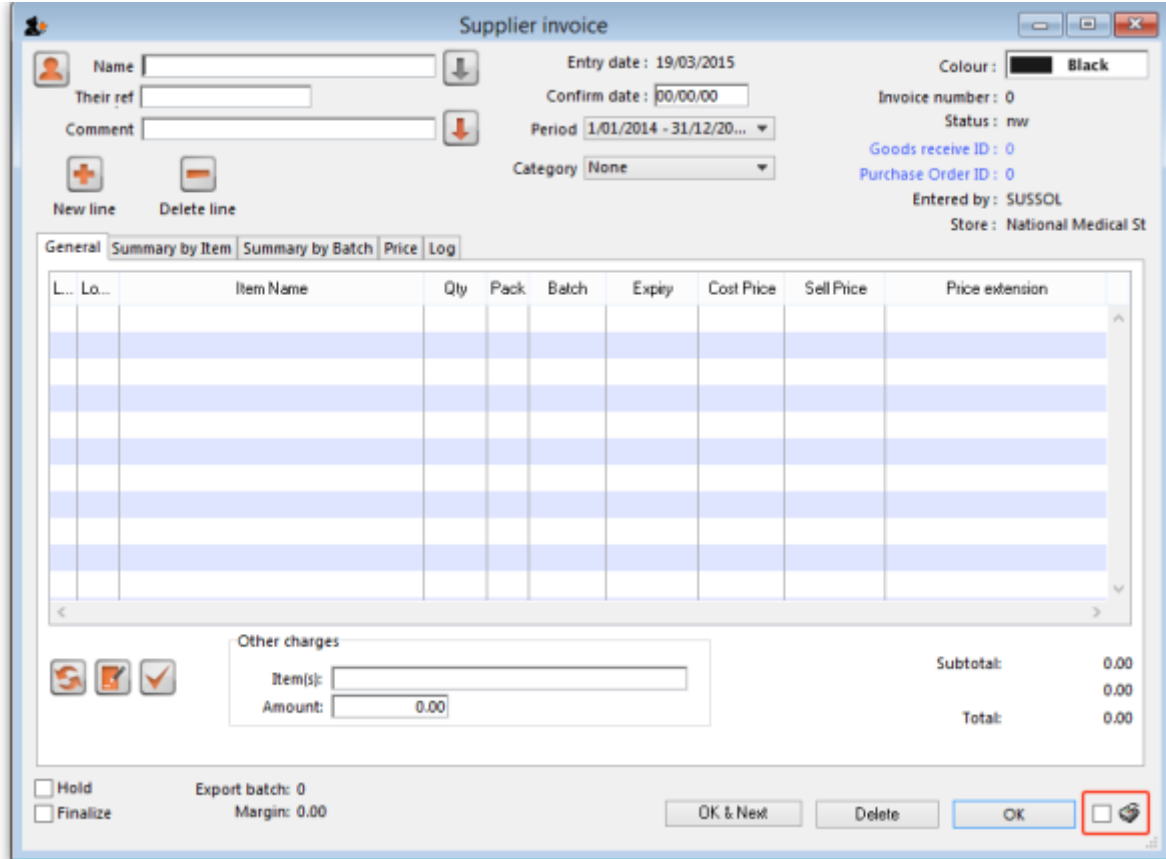 Supplier invoice
Name
Entry date : 19/03/2015
Colour : Black
Their ref
Confirm date : 00/00/00
Invoice number : 0
Comment
Period 1/01/2014 - 31/12/20...
Status : nw
Goods receive ID : 0
Category None
Purchase Order ID : 0
New line Delete line
Entered by : SUSSOL
Store : National Medical St
General Summary by Item Summary by Batch Price Log
L... Lo... Item Name Qty Pack Batch Expiry Cost Price Sell Price Price extension
Other charges
Item(s):
Amount: 0.00
Subtotal: 0.00
0.00
Total: 0.00
Hold
Export batch: 0
Finalize
Margin: 0.00
OK & Next Delete OK